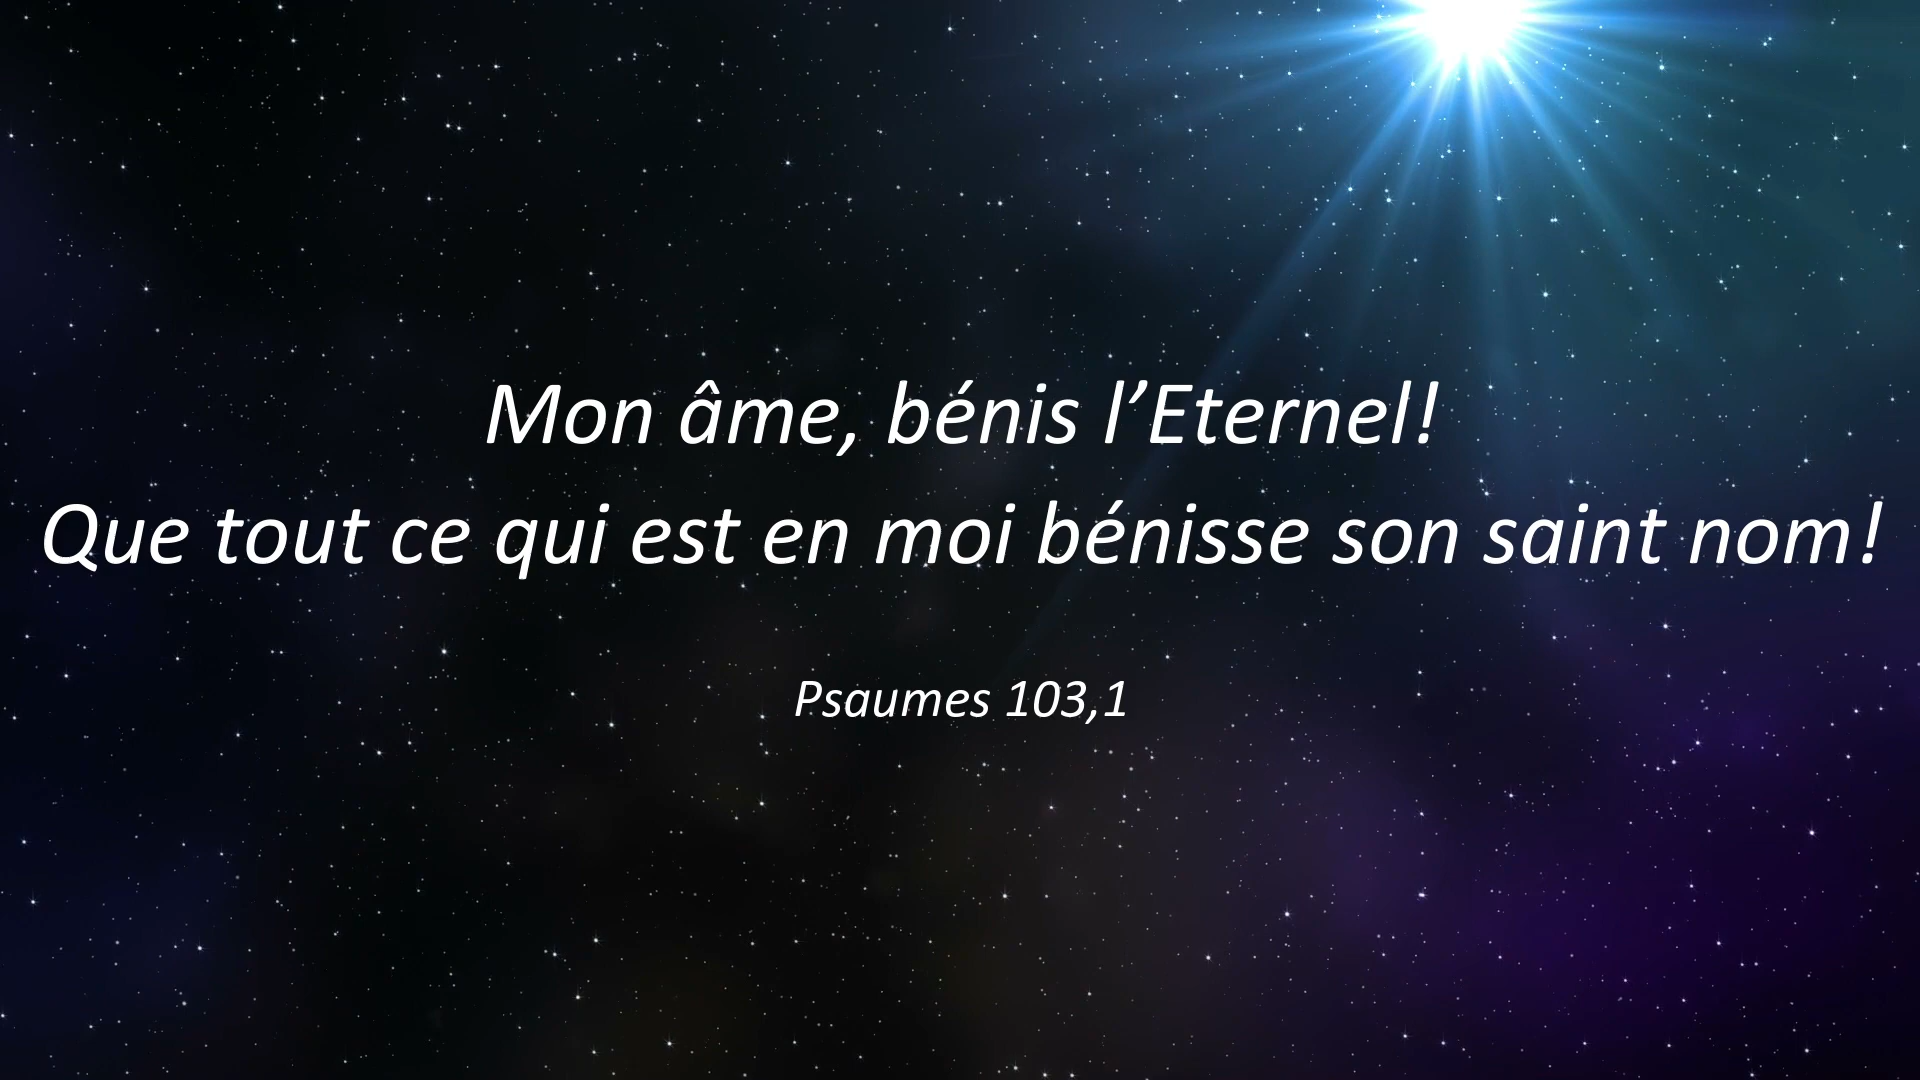 Mon âme, bénis l’Eternel!
Que tout ce qui est en moi bénisse son saint nom!
Psaumes 103,1